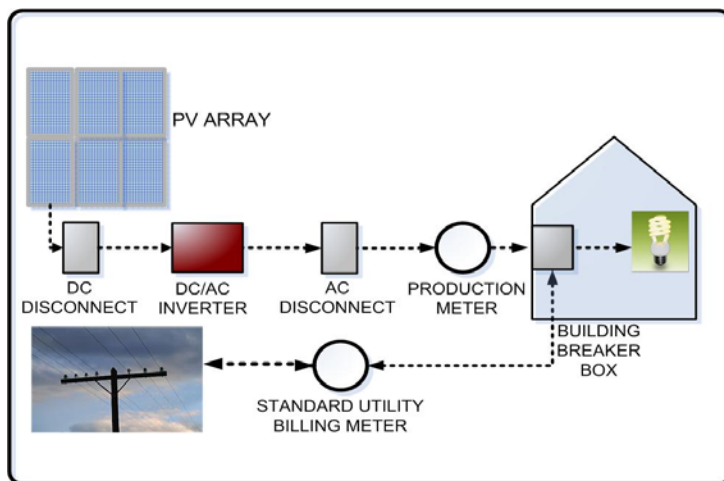 PV ARRAY
DC
DISCONNECT
DC/AC
INVERTER
AC
DISCONNECT
PRODUCTION
METER
BUILDING
BREAKER
BOX
STANDARD UTILITY
BILLING METER